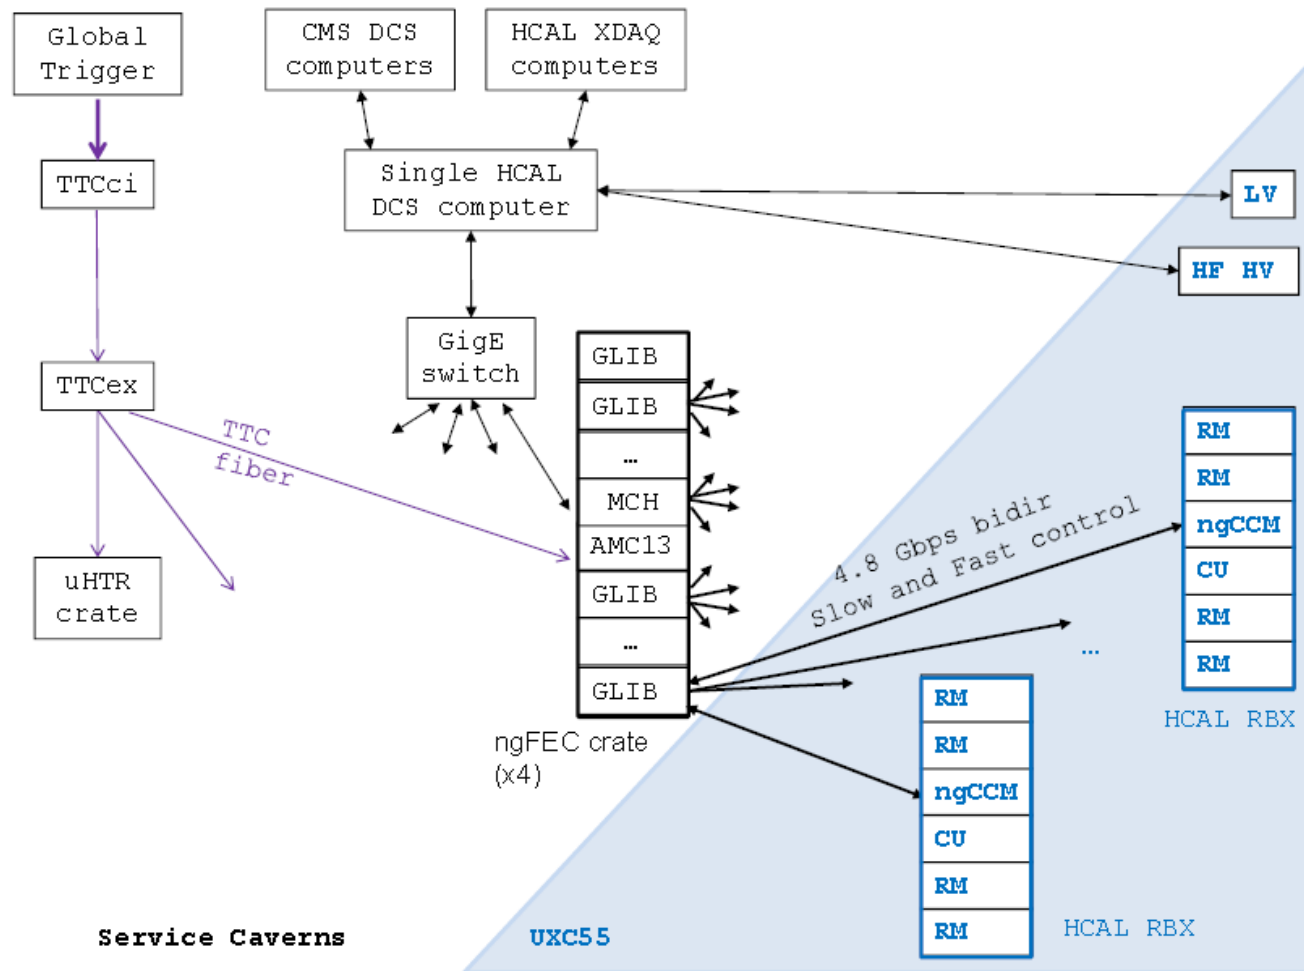 Global
Trigger
CMS DCS
computers
HCAL XDAQ
computers
TTCci
Single HCAL
DCS computer
LV
HF HV
GigE
switch
TTCex
TTC
fiber
uHTR
crate
GLIB
GLIB
…
MCH
AMC13
GLIB
…
GLIB
ngFEC crate
(x4)
4.8 Gbps bidir
Slow and Fast control
…
RM
RM
ngCCM
CU
RM
RM
HCAL RBX
RM
RM
ngCCM
CU
RM
RM
HCAL RBX
Service Caverns
UXC55